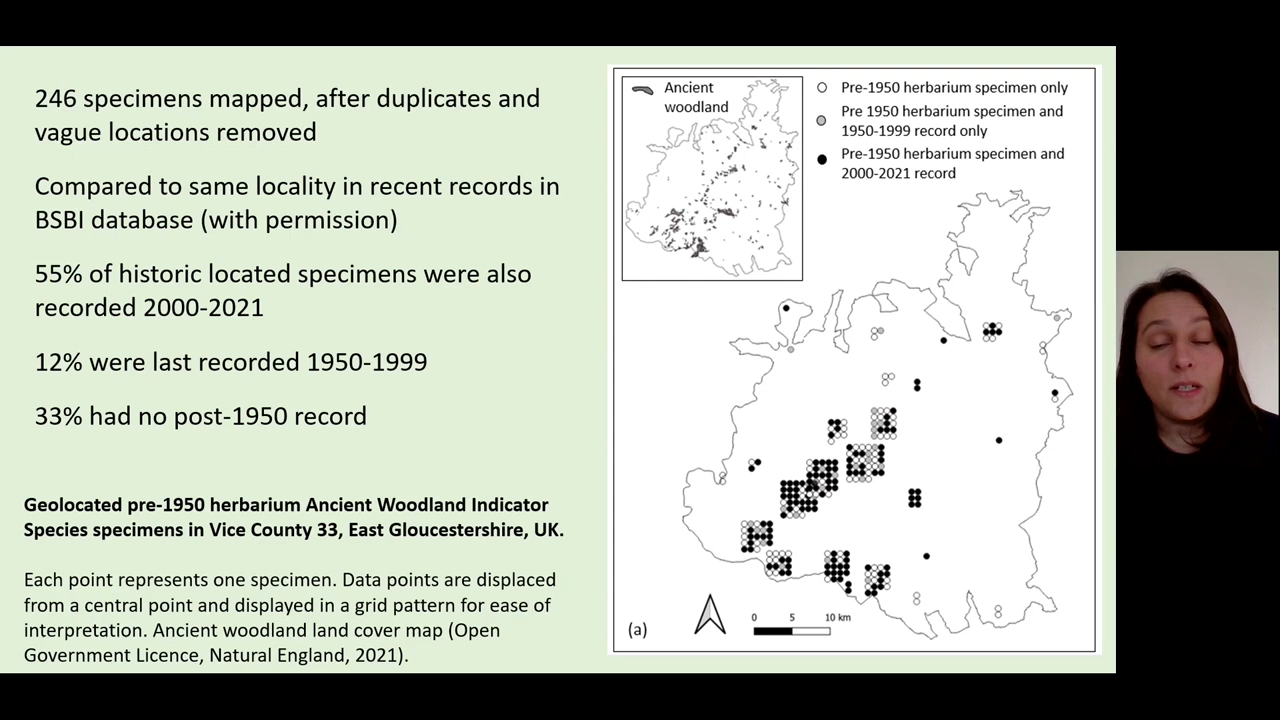 246 specimens mapped, after duplicates and
vague locations removed
Compared to same locality in recent records in
BSBI database (with permission)
55% of historic located specimens were also
recorded 2000-2021
12% were last recorded 1950-1999
33% had no post-1950 record
Geolocated pre-1950 herbarium Ancient Woodland Indicator
Species specimens in Vice County 33, East Gloucestershire, UK.
Each point represents one specimen. Data points are displaced
from a central point and displayed in a grid pattern for ease of
interpretation. Ancient woodland land cover map (Open
Government Licence, Natural England, 2021).
Ancient
woodland
Pre-1950 herbarium specimen only
Pre 1950 herbarium specimen and
1950-1999 record only
Pre-1950 herbarium specimen and
2000-2021 record
(a)
0 5 10 km